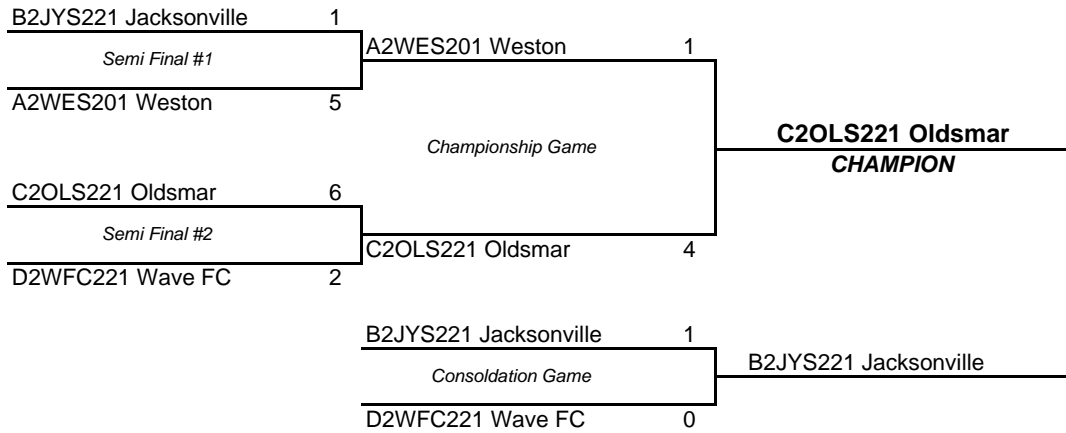 B2JYS221 Jacksonville 1
Semi Final #1
A2WES201 Weston 5
A2WES201 Weston 1
Championship Game
C2OLS221 Oldsmar
CHAMPION
C2OLS221 Oldsmar 6
Semi Final #2
D2WFC221 Wave FC 2
C2OLS221 Oldsmar 4
B2JYS221 Jacksonville 1
Consoldation Game
B2JYS221 Jacksonville
D2WFC221 Wave FC 0